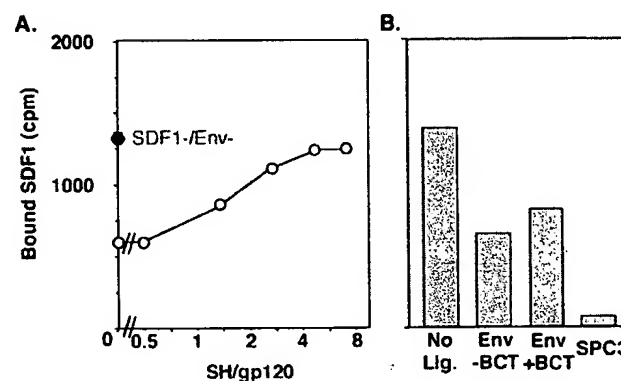 A.
B.
2000
1000
0
Bound SDF1 (cpm)
SDF1-/Env-
0 0.5 1 2 4 8
SH/gp120
No Lig.
Env -BCT
Env +BCT
SPC3